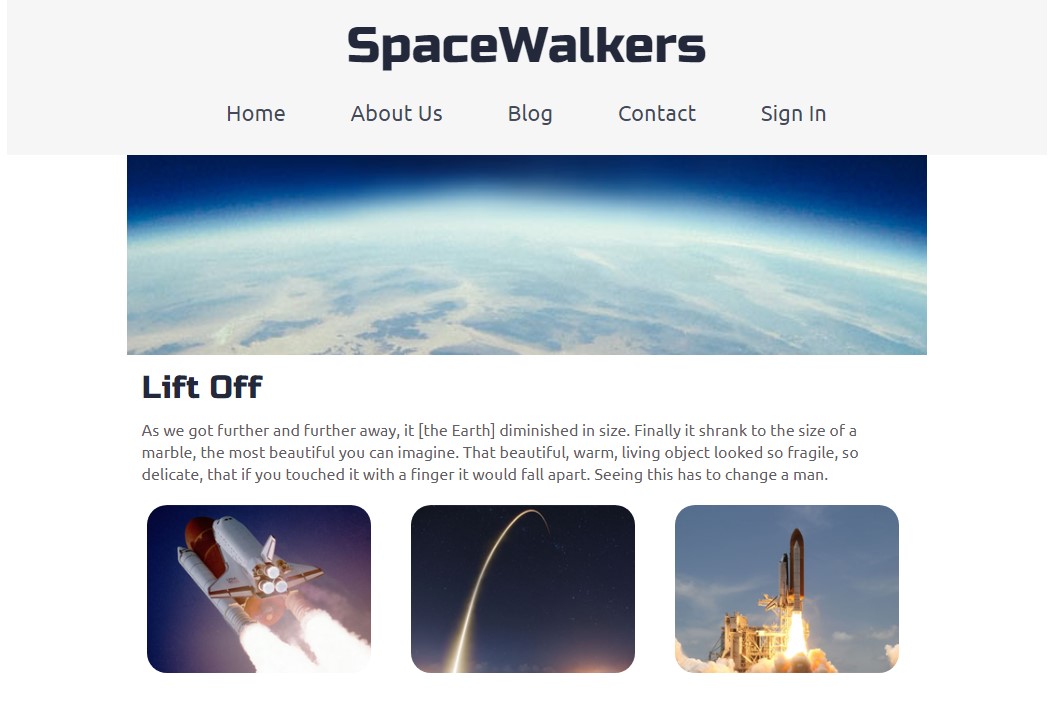 SpaceWalkers
Home About Us Blog Contact Sign In
Lift Off
As we got further and further away, it [the Earth] diminished in size. Finally it shrank to the size of a
marble, the most beautiful you can imagine. That beautiful, warm, living object looked so fragile, so
delicate, that if you touched it with a finger it would fall apart. Seeing this has to change a man.